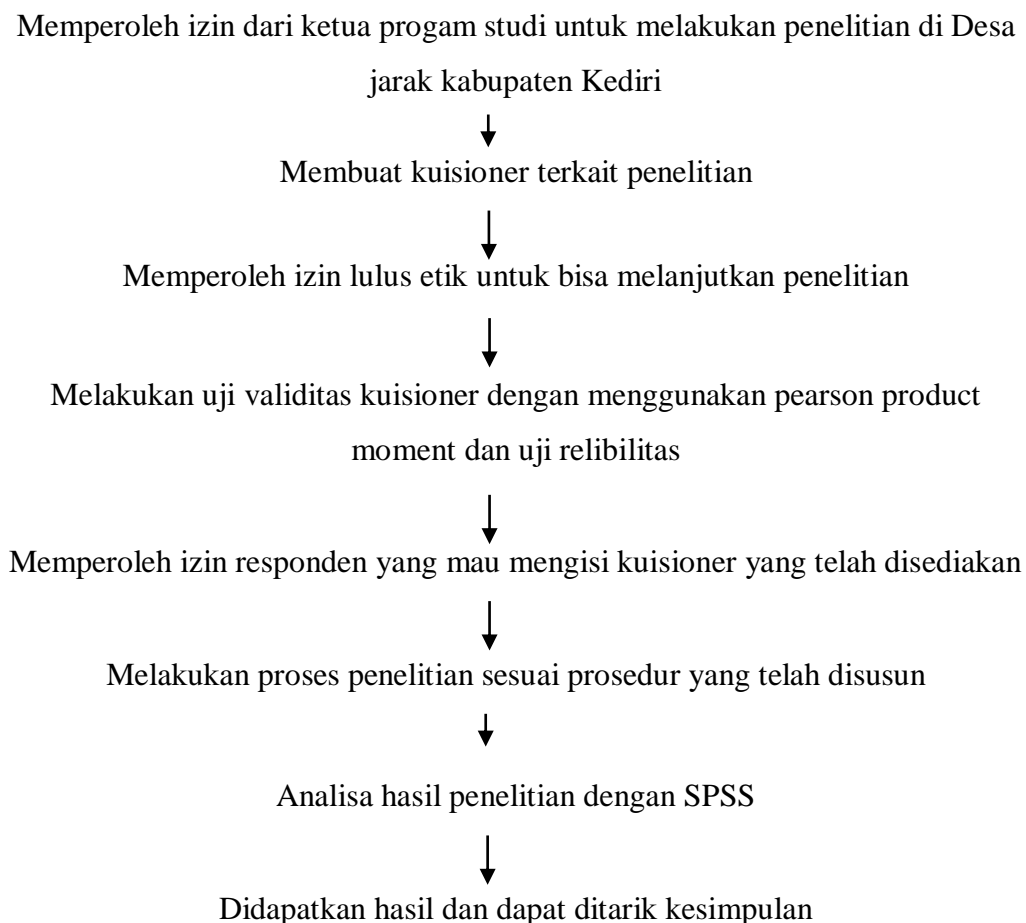 Memperoleh izin dari ketua progam studi untuk melakukan penelitian di Desa
jarak kabupaten Kediri
Membuat kuisioner terkait penelitian
Memperoleh izin lulus etik untuk bisa melanjutkan penelitian
Melakukan uji validitas kuisioner dengan menggunakan pearson product
moment dan uji relibilitas
Memperoleh izin responden yang mau mengisi kuisioner yang telah disediakan
Melakukan proses penelitian sesuai prosedur yang telah disusun
Analisa hasil penelitian dengan SPSS
Didapatkan hasil dan dapat ditarik kesimpulan